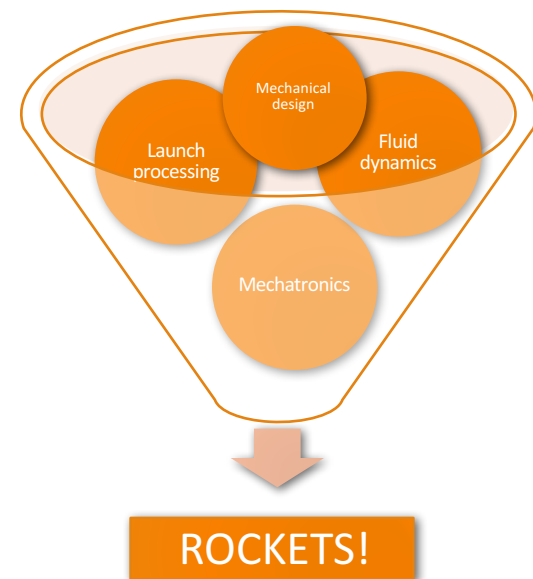 Mechanical
design
Launch
processing
Fluid
dynamics
Mechatronics
ROCKETS!